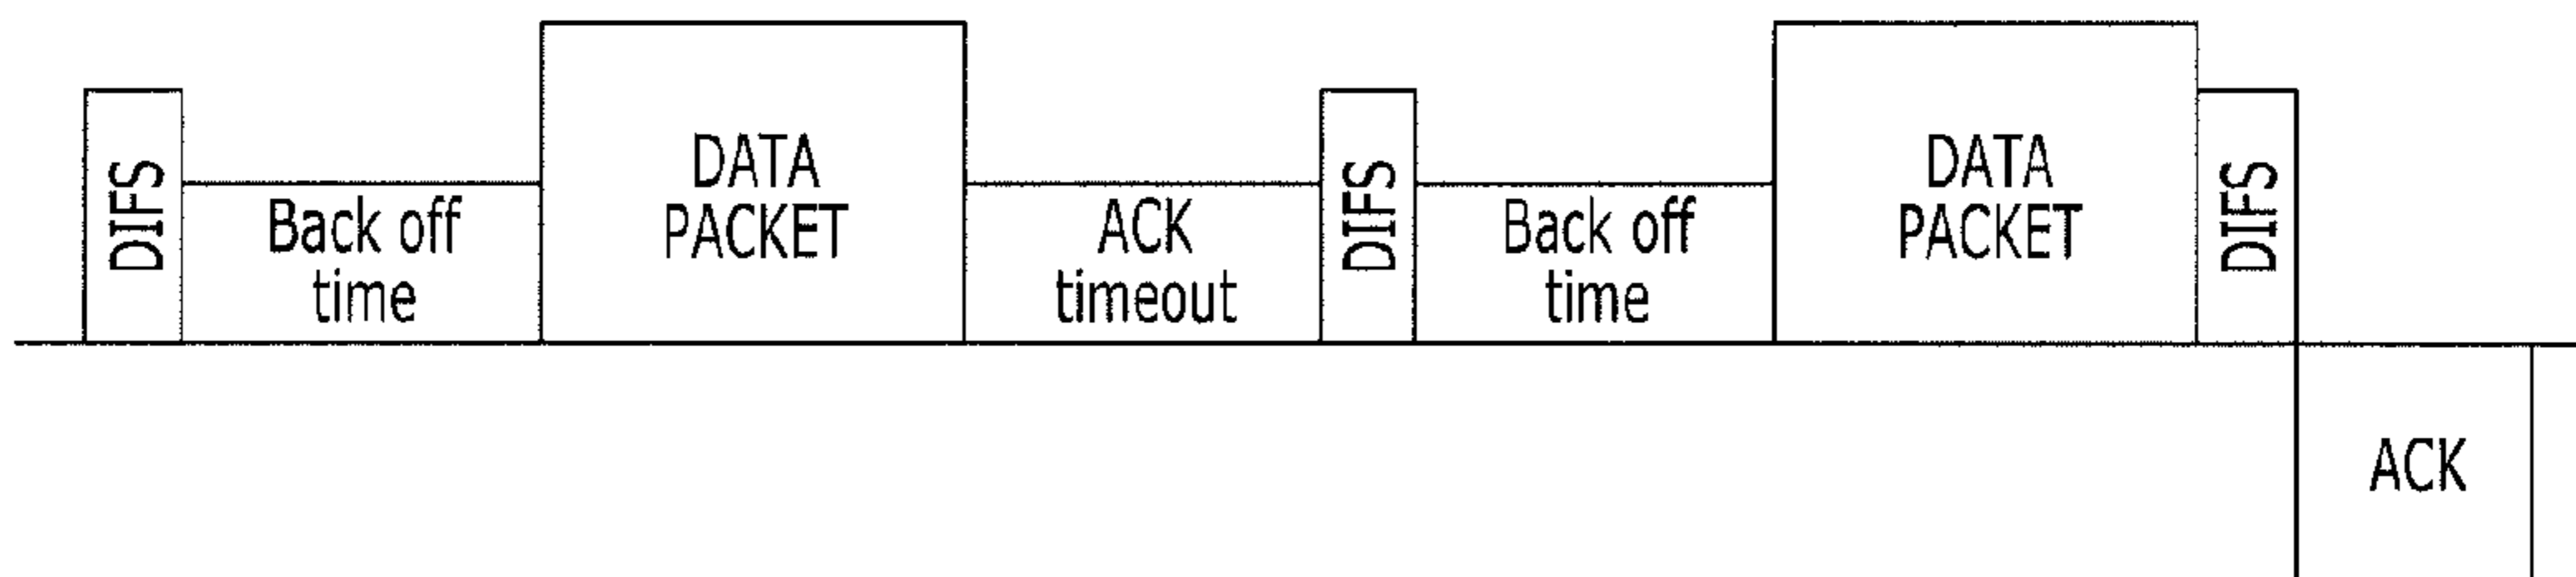 DIFS
Back off
time
DATA
PACKET
ACK
timeout
DIFS
Back off
time
DATA
PACKET
DIFS
ACK